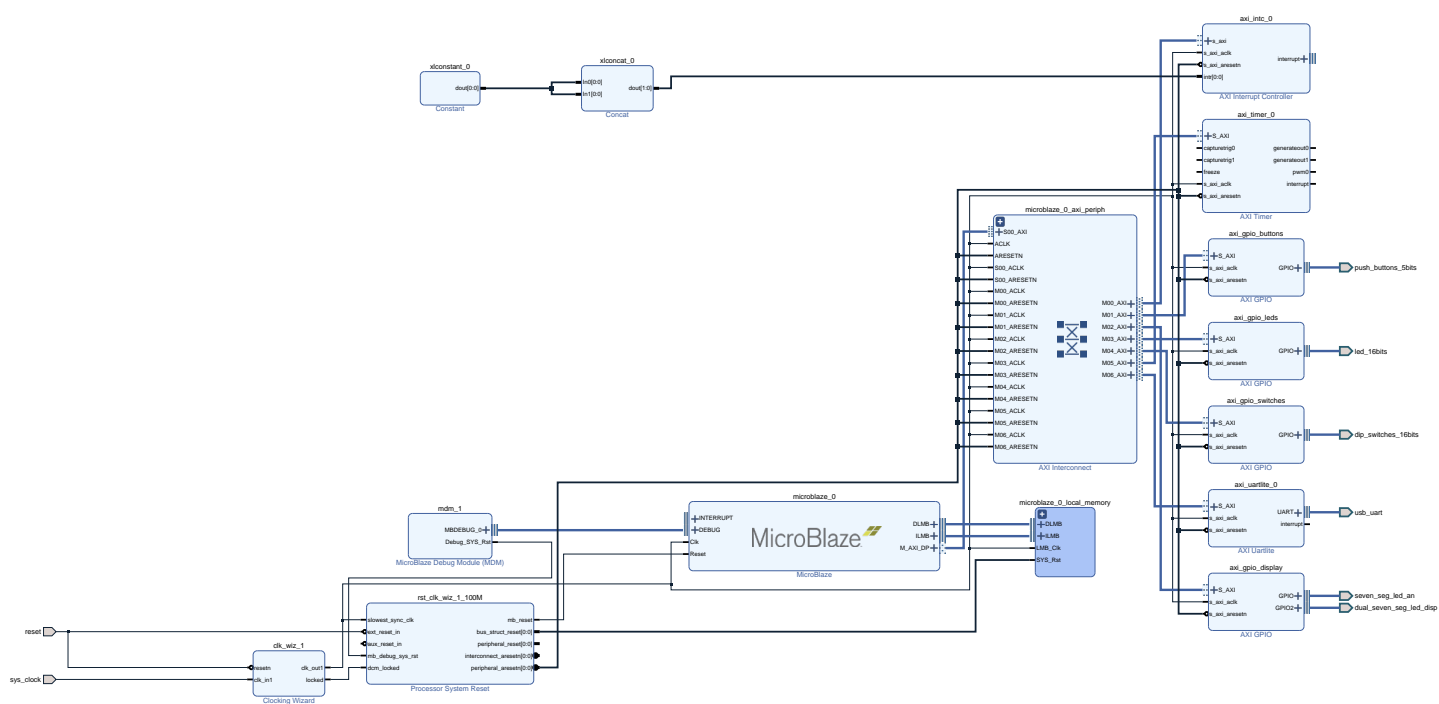 axi_intc_0
s_axi
s_axi_aclk
s_axi_aresetn
intr[0:0]
interrupt
AXI Interrupt Controller
xlconstant_0
dout[0:0]
Constant
xlconcat_0
In0[0:0]
In1[0:0]
dout[1:0]
Concat
axi_timer_0
S_AXI
capturetrig0
capturetrig1
freeze
s_axi_aclk
s_axi_aresetn
generateout0
generateout1
pwm0
interrupt
AXI Timer
microblaze_0_axi_periph
S00_AXI
ACLK
ARESETN
S00_ACLK
S00_ARESETN
M00_ACLK
M00_ARESETN
M01_ACLK
M01_ARESETN
M02_ACLK
M02_ARESETN
M03_ACLK
M03_ARESETN
M04_ACLK
M04_ARESETN
M05_ACLK
M05_ARESETN
M06_ACLK
M06_ARESETN
M00_AXI
M01_AXI
M02_AXI
M03_AXI
M04_AXI
M05_AXI
M06_AXI
AXI Interconnect
axi_gpio_buttons
S_AXI
s_axi_aclk
s_axi_aresetn
GPIO
AXI GPIO
push_buttons_5bits
axi_gpio_leds
S_AXI
s_axi_aclk
s_axi_aresetn
GPIO
AXI GPIO
led_16bits
axi_gpio_switches
S_AXI
s_axi_aclk
s_axi_aresetn
GPIO
AXI GPIO
dip_switches_16bits
axi_uartlite_0
S_AXI
s_axi_aclk
s_axi_aresetn
UART
interrupt
AXI Uartlite
usb_uart
axi_gpio_display
S_AXI
s_axi_aclk
s_axi_aresetn
GPIO
GPIO2
AXI GPIO
seven_seg_led_an
dual_seven_seg_led_disp
mdm_1
MBDEBUG_0
Debug_SYS_Rst
MicroBlaze Debug Module (MDM)
microblaze_0
INTERRUPT
DEBUG
Clk
Reset
MicroBlaze
DLMB
ILMB
M_AXI_DP
MicroBlaze
microblaze_0_local_memory
DLMB
ILMB
LMB_Clk
SYS_Rst
rst_clk_wiz_1_100M
slowest_sync_clk
ext_reset_in
aux_reset_in
mb_debug_sys_rst
dcm_locked
mb_reset
bus_struct_reset[0:0]
peripheral_reset[0:0]
interconnect_aresetn[0:0]
peripheral_aresetn[0:0]
Processor System Reset
reset
sys_clock
clk_wiz_1
resetn
clk_in1
clk_out1
locked
Clocking Wizard